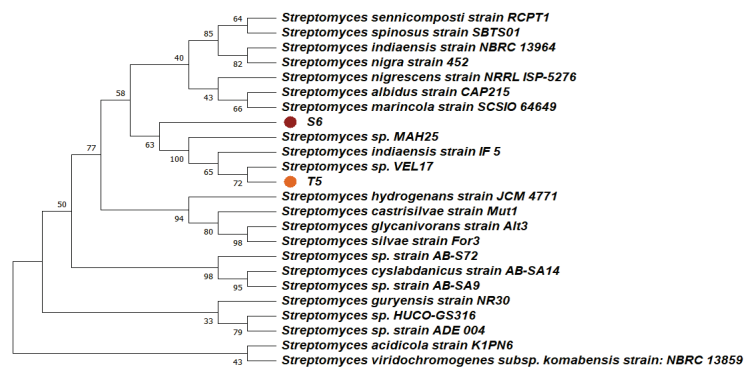 64
Streptomyces sennicomposti strain RCPT1
85
Streptomyces spinosus strain SBTS01
Streptomyces indiaensis strain NBRC 13964
40
82
Streptomyces nigra strain 452
Streptomyces nigrescens strain NRRL ISP-5276
58
43
Streptomyces albidus strain CAP215
66
Streptomyces marincola strain SCSIO 64649
S6
63
Streptomyces sp. MAH25
77
100
Streptomyces indiaensis strain IF 5
65
Streptomyces sp. VEL17
72
T5
Streptomyces hydrogenans strain JCM 4771
50
94
Streptomyces castrisilvae strain Mut1
80
Streptomyces glycanivorans strain Alt3
98
Streptomyces silvae strain For3
Streptomyces sp. strain AB-S72
98
Streptomyces cyslabdanicus strain AB-SA14
95
Streptomyces sp. strain AB-SA9
Streptomyces guryensis strain NR30
33
Streptomyces sp. HUCO-GS316
79
Streptomyces sp. strain ADE 004
Streptomyces acidicola strain K1PN6
43
Streptomyces viridochromogenes subsp. komabensis strain: NBRC 13859